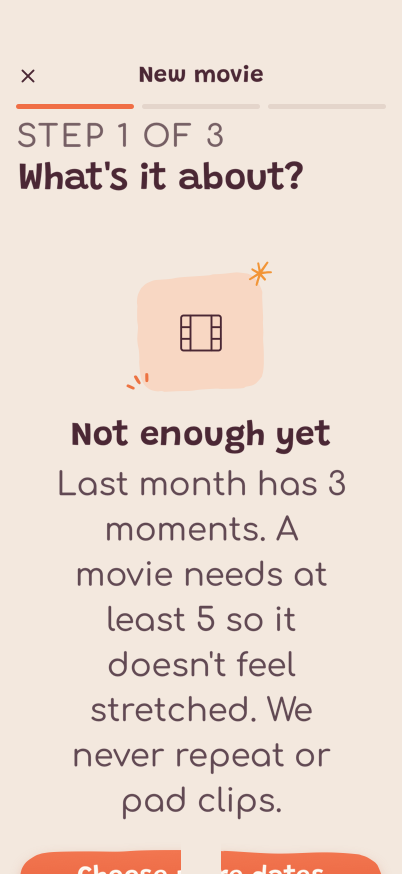 New movie
STEP 1 OF 3
What's it about?
Not enough yet
Last month has 3
moments. A
movie needs at
least 5 so it
doesn't feel
stretched. We
never repeat or
pad clips.
Choose dates